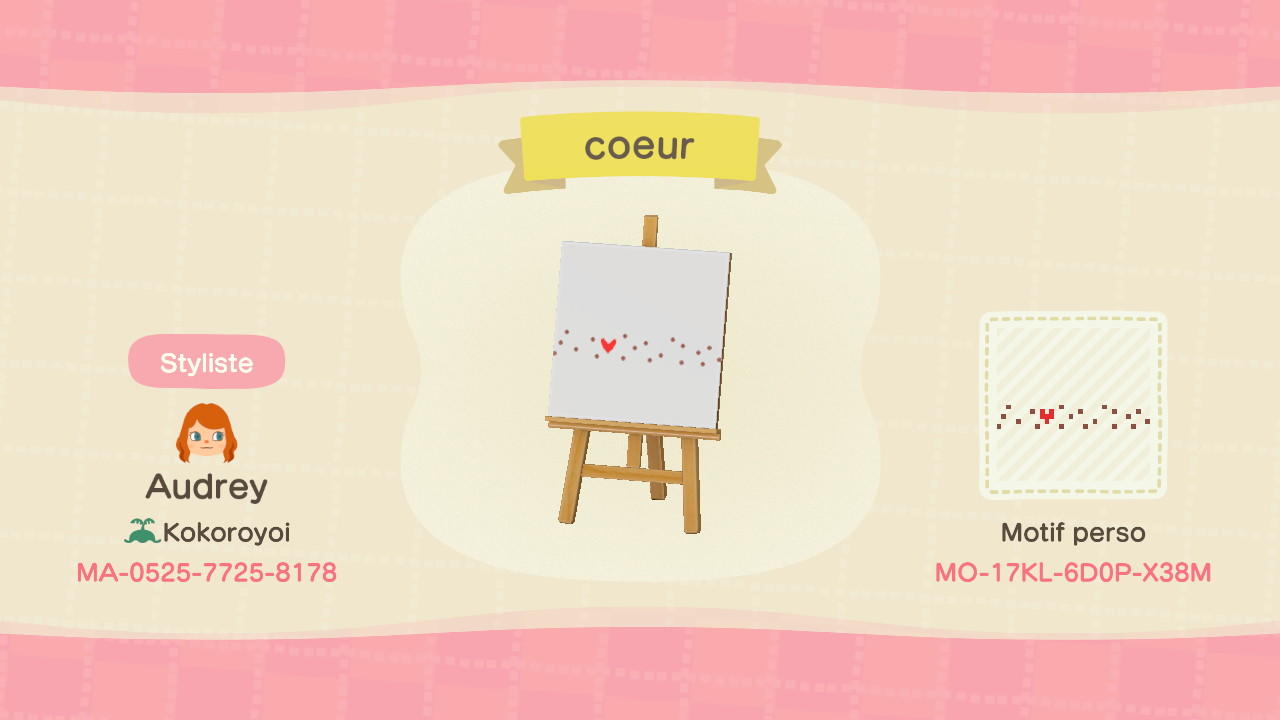 coeur
Styliste
Audrey
Kokoroyoi
MA-0525-7725-8178
Motif perso
MO-17KL-6D0P-X38M